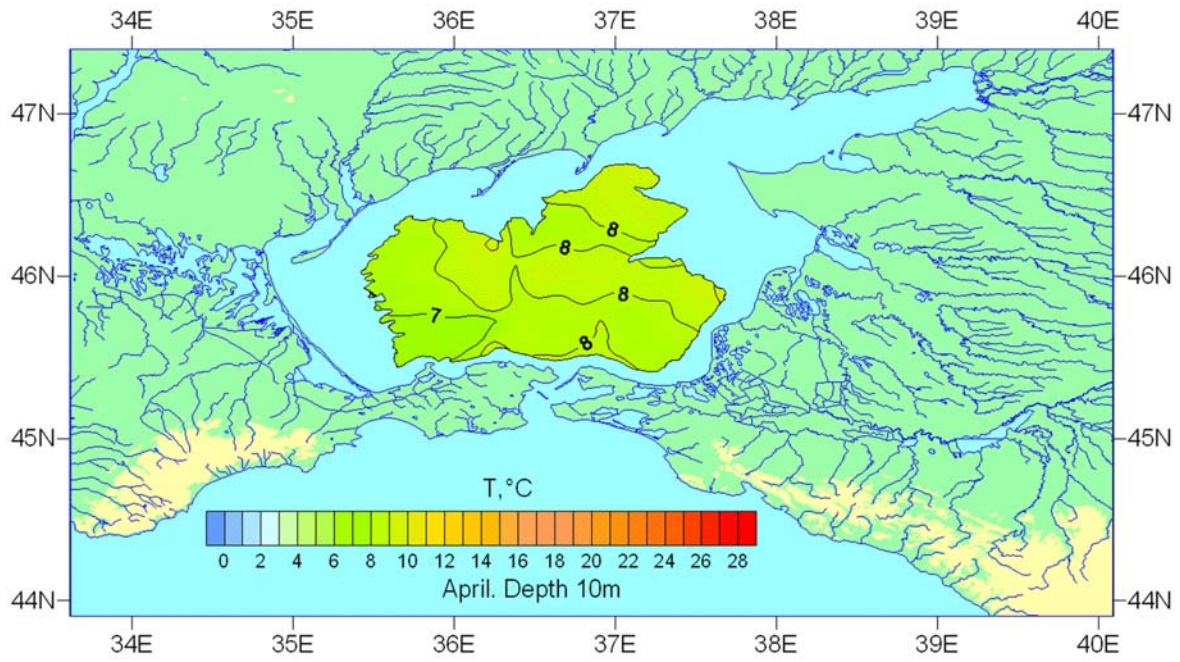 34E 35E 36E 37E 38E 39E 40E
47N 47N
8
8
46N 46N
8
7
8
45N 45N
T,°C
0 2 4 6 8 10 12 14 16 18 20 22 24 26 28
April. Depth 10m
44N 44N
34E 35E 36E 37E 38E 39E 40E